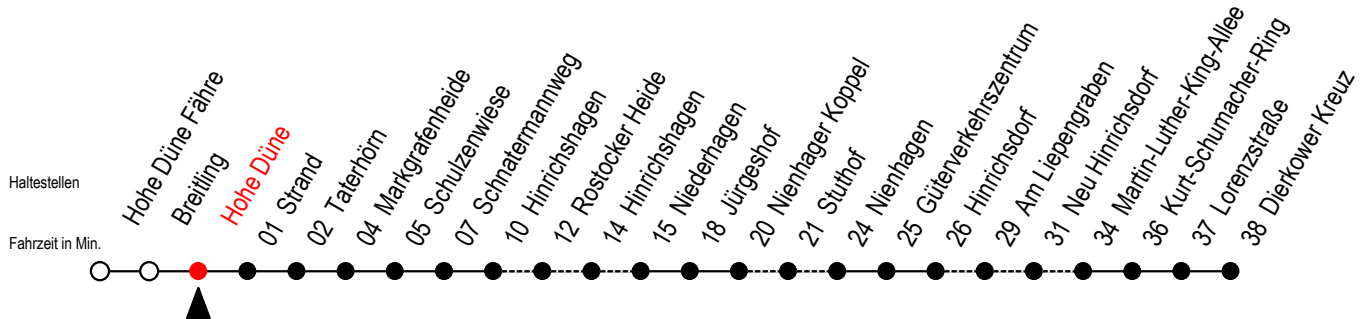 Haltestellen
Fahrzeit in Min.
Hohe Düne Fähre
Breitling
Hohe Düne
01 Strand
02 Taterhörn
04 Markgrafenheide
05 Schulzenwiese
07 Schnatermannweg
10 Hinrichshagen
12 Rostocker Heide
14 Hinrichshagen
15 Niederhagen
18 Jürgeshof
20 Nienhager Koppel
21 Stuthof
24 Nienhagen
25 Güterverkehrszentrum
26 Hinrichsdorf
29 Am Liepengraben
31 Neu Hinrichsdorf
34 Martin-Luther-King-Allee
36 Kurt-Schumacher-Ring
37 Lorenzstraße
38 Dierkower Kreuz